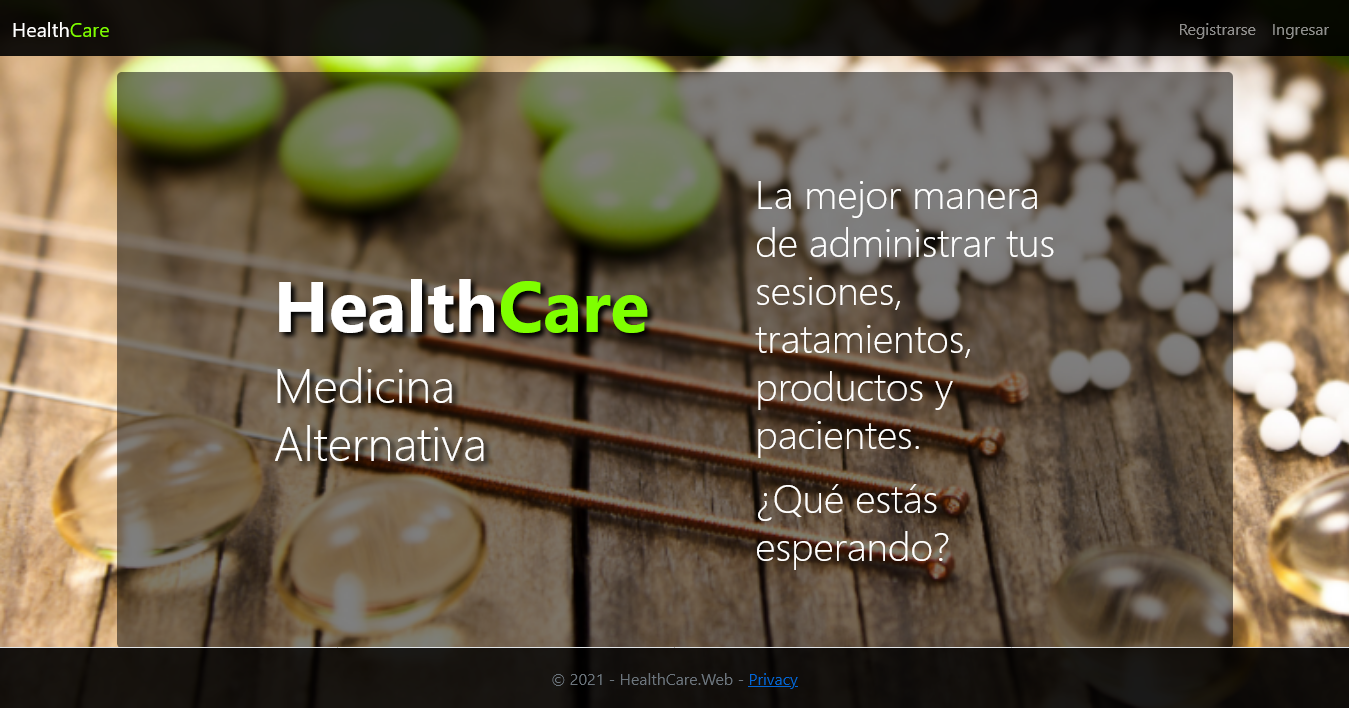 HealthCare
Registrarse
Ingresar
HealthCare
Medicina
Alternativa
La mejor manera
de administrar tus
sesiones,
tratamientos,
productos y
pacientes.
¿Qué estás
esperando?
© 2021 - HealthCare.Web - Privacy